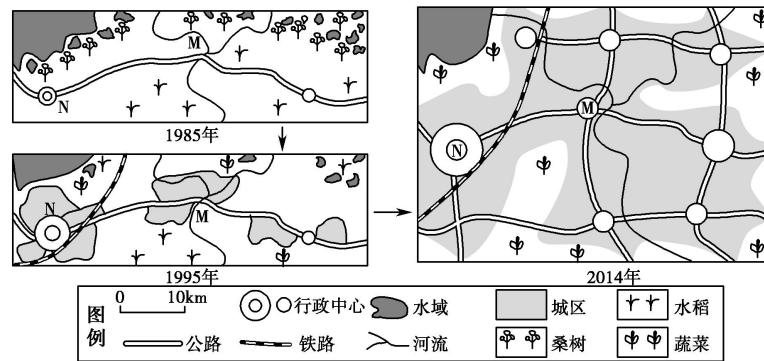 M
N
1985年
N
M
1995年
M
N
2014年
图例
0 10km
行政中心
水域
城区
水稻
公路
铁路
河流
桑树
蔬菜